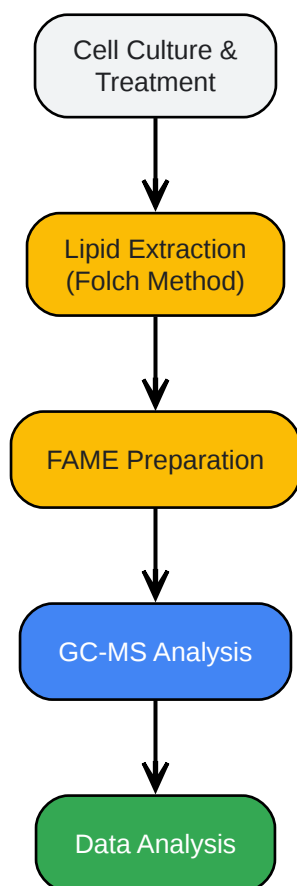 Cell Culture &
Treatment
Lipid Extraction
(Folch Method)
FAME Preparation
GC-MS Analysis
Data Analysis